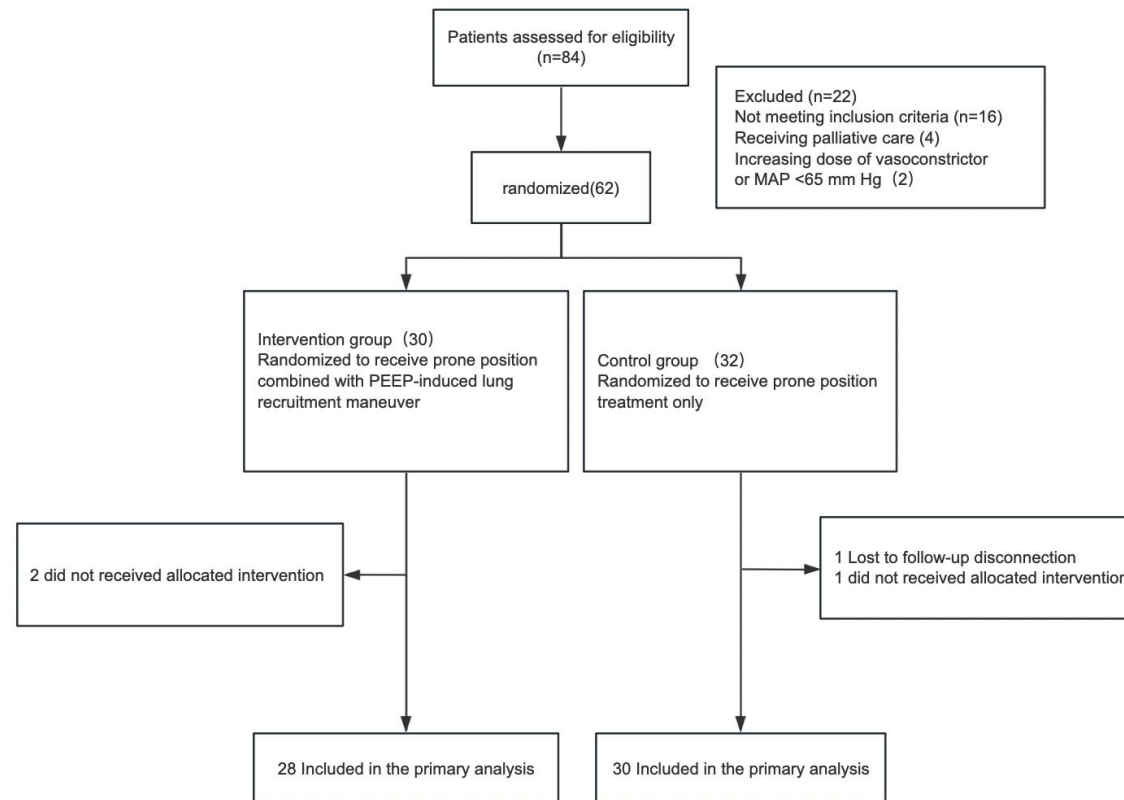 Patients assessed for eligibility
(n=84)
Excluded (n=22)
Not meeting inclusion criteria (n=16)
Receiving palliative care (4)
Increasing dose of vasoconstrictor
or MAP <65 mm Hg（2）
randomized(62)
Intervention group（30）
Randomized to receive prone position
combined with PEEP-induced lung
recruitment maneuver
Control group （32）
Randomized to receive prone position
treatment only
2 did not received allocated intervention
1 Lost to follow-up disconnection
1 did not received allocated intervention
28 Included in the primary analysis
30 Included in the primary analysis